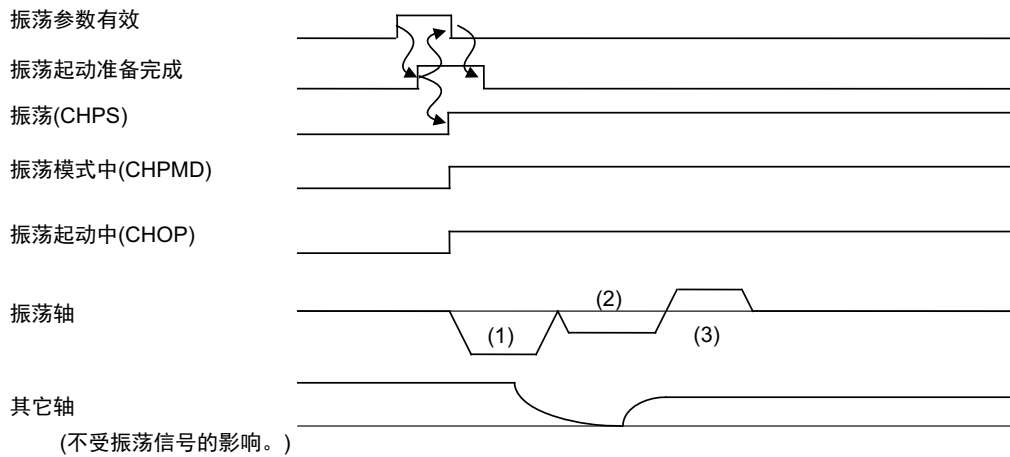 振荡参数有效
振荡起动准备完成
振荡(CHPS)
振荡模式中(CHPMD)
振荡起动中(CHOP)
振荡轴
(1)
(2)
(3)
其它轴
(不受振荡信号的影响。)